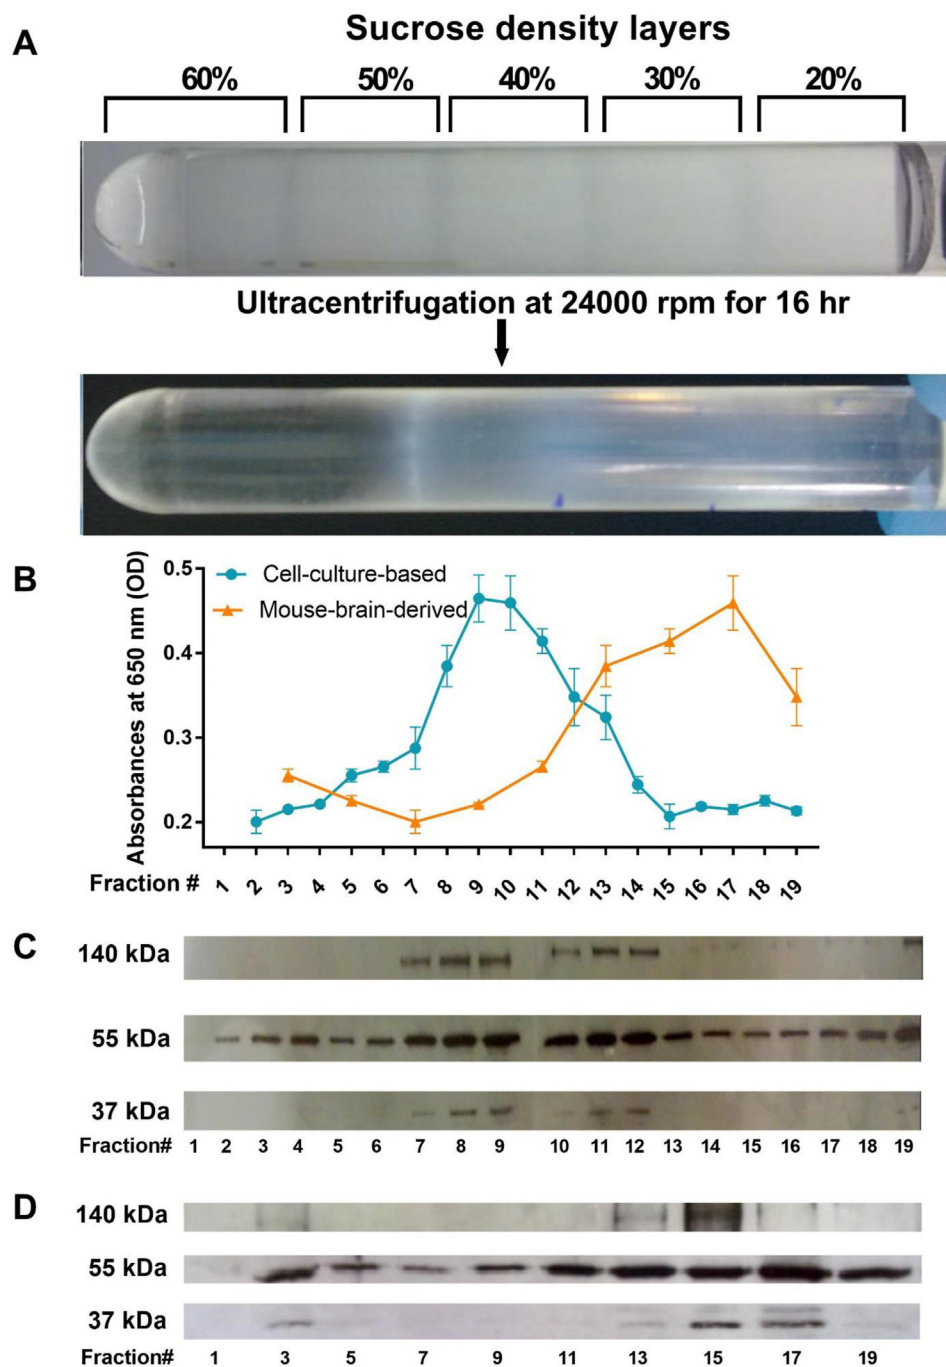 A
Sucrose density layers
60% 50% 40% 30% 20%
Ultracentrifugation at 24000 rpm for 16 hr
B
Absorbances at 650 nm (OD)
0.5
0.4
0.3
0.2
Cell-culture-based
Mouse-brain-derived
Fraction # 1 2 3 4 5 6 7 8 9 10 11 12 13 14 15 16 17 18 19
C
140 kDa
55 kDa
37 kDa
Fraction# 1 2 3 4 5 6 7 8 9 10 11 12 13 14 15 16 17 18 19
D
140 kDa
55 kDa
37 kDa
Fraction# 1 3 5 7 9 11 13 15 17 19